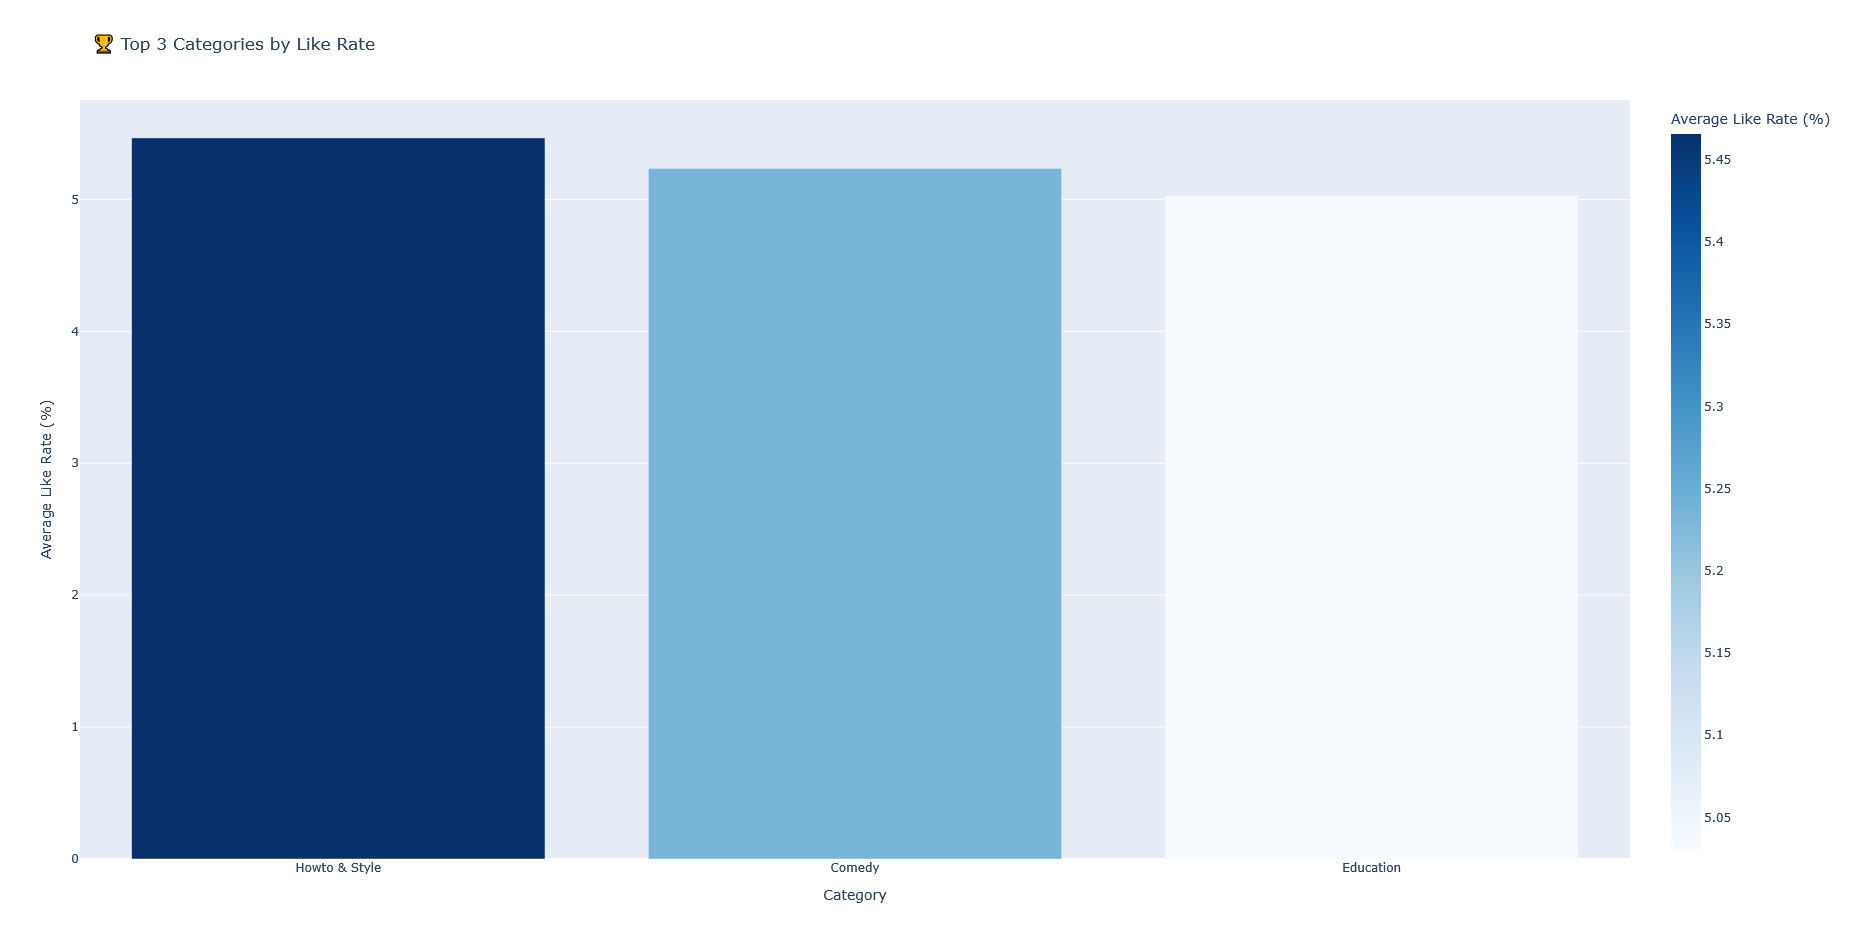 🏆 Top 3 Categories by Like Rate
Average Like Rate (%)
5.45
5.4
5.35
5.3
5.25
5.2
5.15
5.1
5.05
Average Like Rate (%)
5
4
3
2
1
0
Howto & Style
Comedy
Education
Category